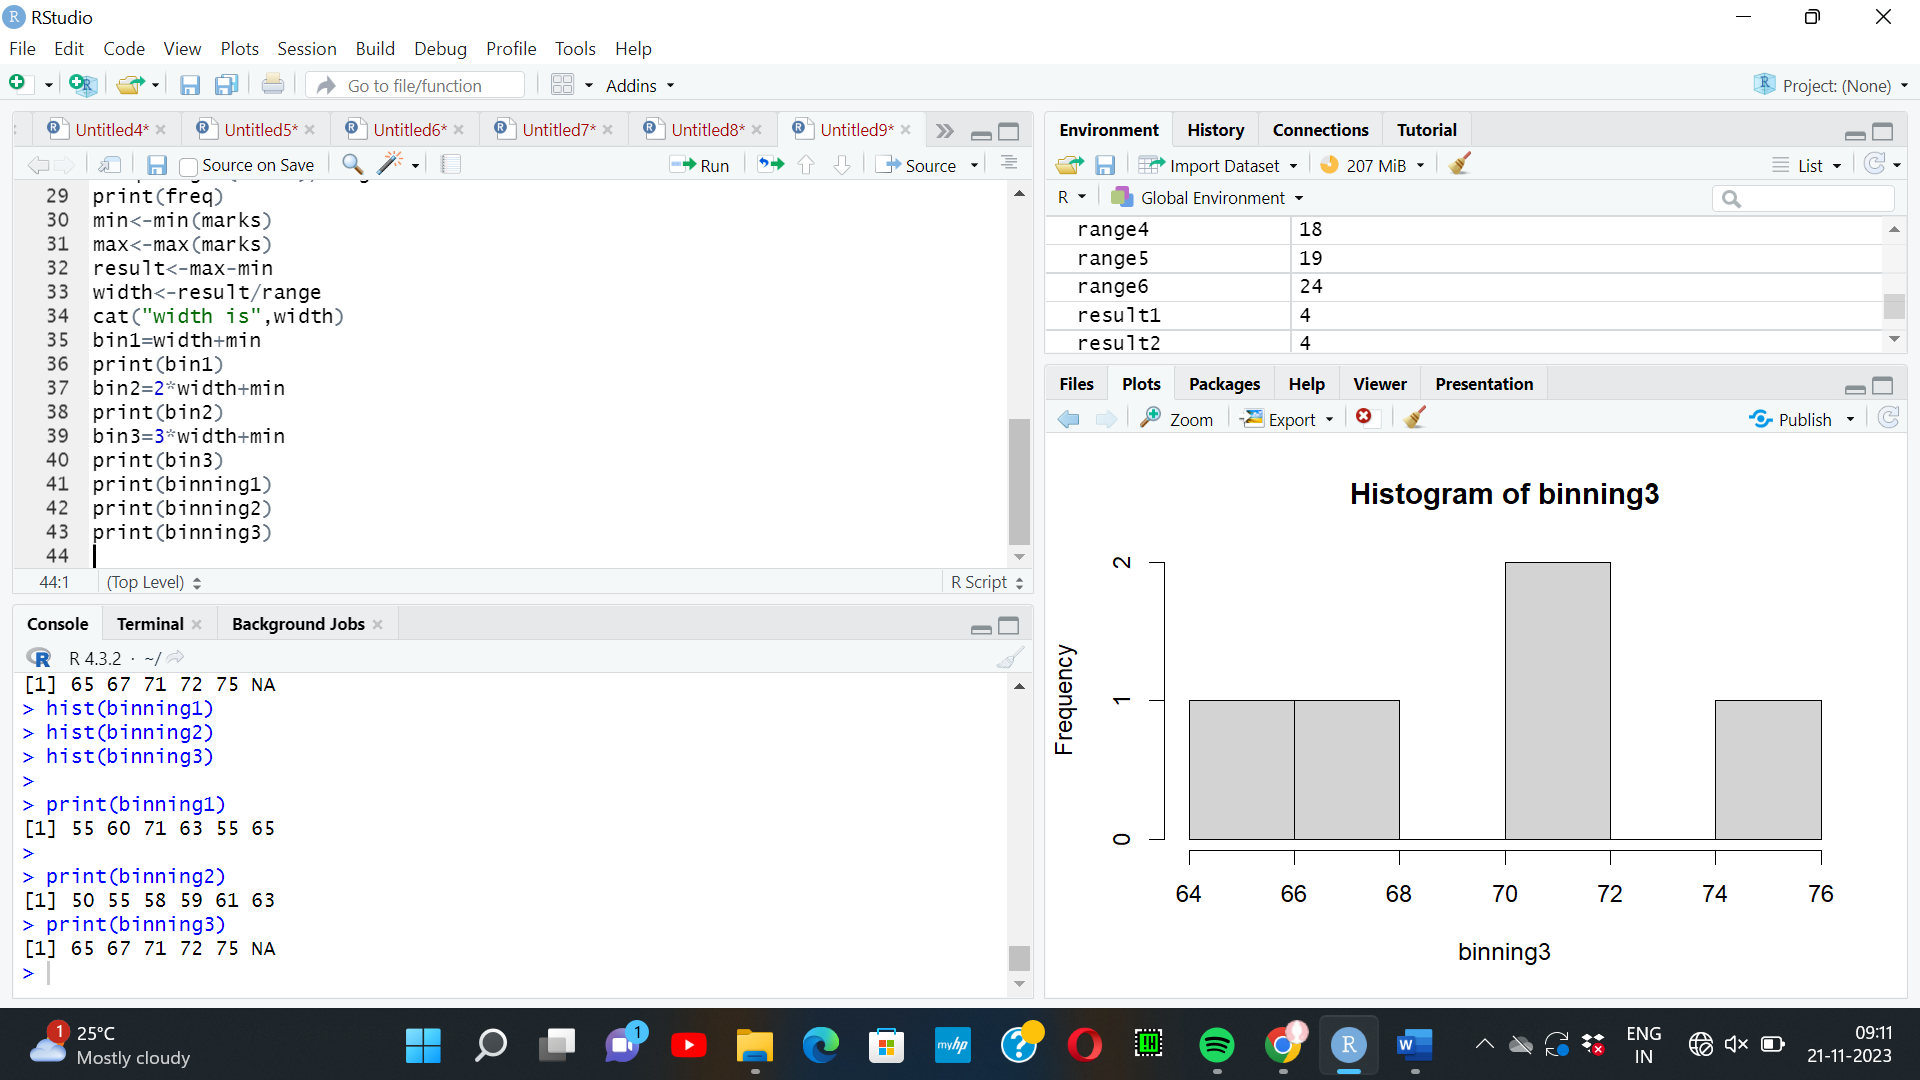 RStudio
File Edit Code View Plots Session Build Debug Profile Tools Help
Go to file/function Addins Project: (None)
Untitled4* Untitled5* Untitled6* Untitled7* Untitled8* Untitled9*
Source on Save Run Source
29 print(freq)
30 min<-min(marks)
31 max<-max(marks)
32 result<-max-min
33 width<-result/range
34 cat("width is",width)
35 bin1=width+min
36 print(bin1)
37 bin2=2*width+min
38 print(bin2)
39 bin3=3*width+min
40 print(bin3)
41 print(binning1)
42 print(binning2)
43 print(binning3)
44
44:1 (Top Level) R Script
Console Terminal Background Jobs
R 4.3.2 · ~/
[1] 65 67 71 72 75 NA
> hist(binning1)
> hist(binning2)
> hist(binning3)
>
> print(binning1)
[1] 55 60 71 63 55 65
>
> print(binning2)
[1] 50 55 58 59 61 63
> print(binning3)
[1] 65 67 71 72 75 NA
>
Environment History Connections Tutorial
Import Dataset 207 MiB List
R Global Environment
range4 18
range5 19
range6 24
result1 4
result2 4
Files Plots Packages Help Viewer Presentation
Zoom Export Publish
Histogram of binning3
Frequency
2
1
0
64 66 68 70 72 74 76
binning3
1 25°C
Mostly cloudy
1
myhp
ENG
IN
09:11
21-11-2023